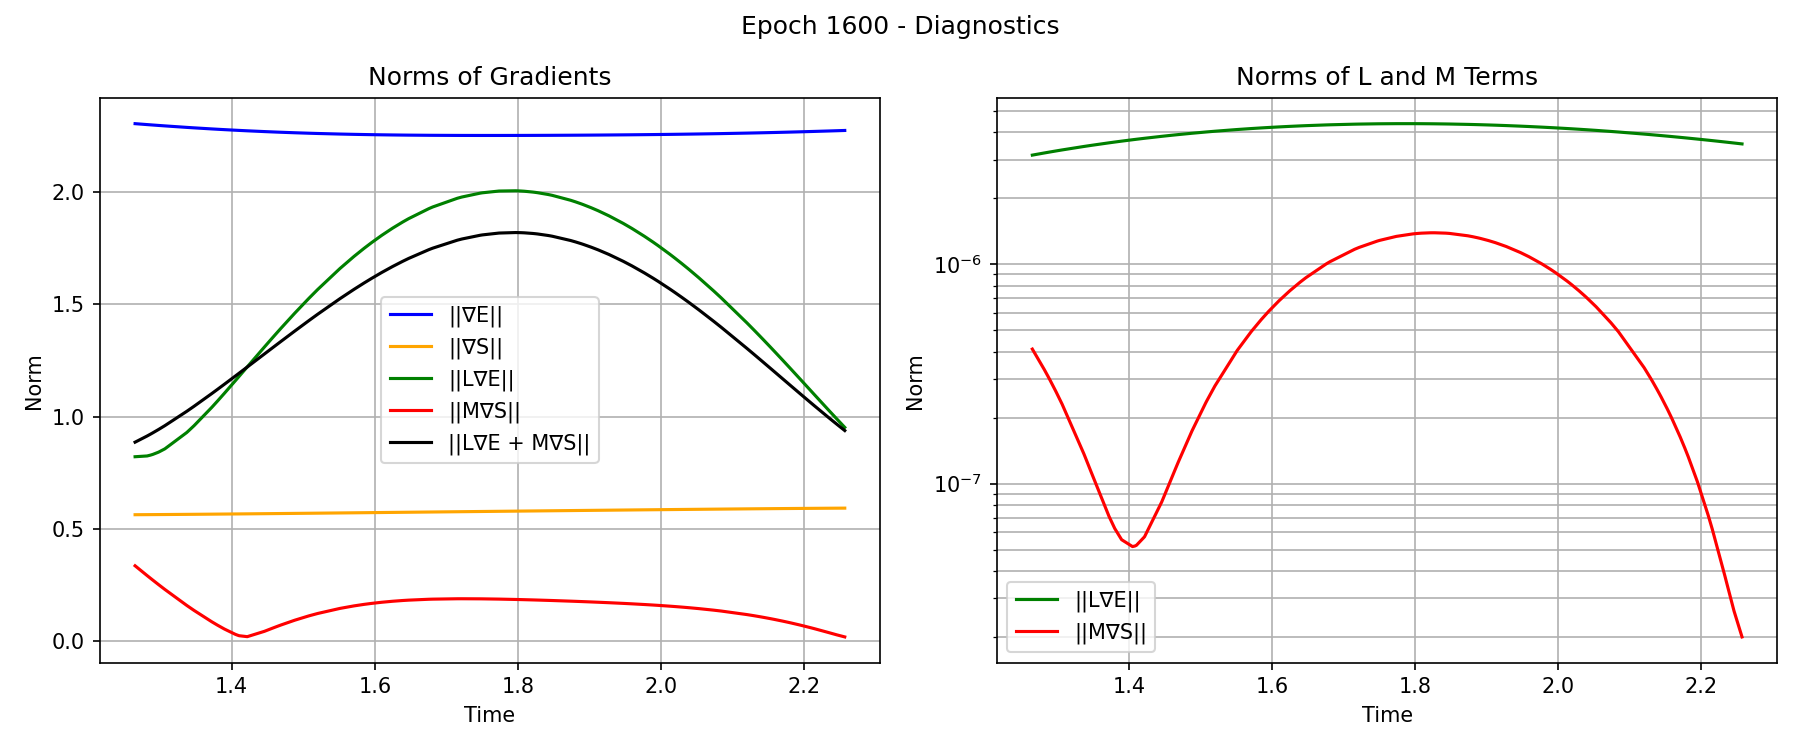 Epoch 1600 - Diagnostics
Norms of Gradients
Norm
2.0
1.5
1.0
0.5
0.0
||∇E||
||∇S||
||L∇E||
||M∇S||
||L∇E + M∇S||
1.4
1.6
1.8
2.0
2.2
Time
Norms of L and M Terms
Norm
10⁻⁶
10⁻⁷
||L∇E||
||M∇S||
1.4
1.6
1.8
2.0
2.2
Time